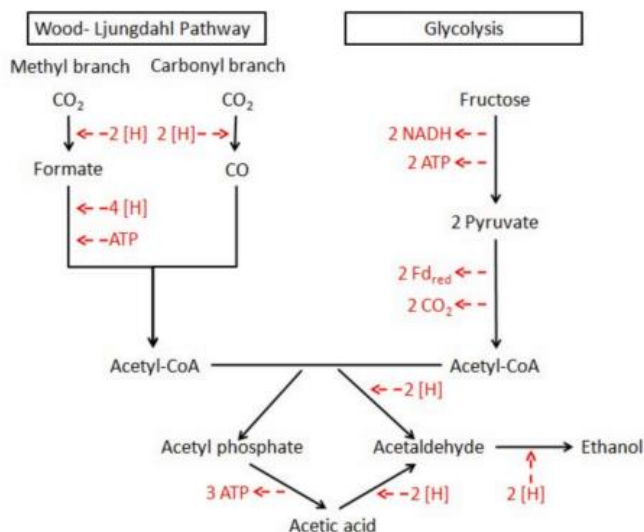 Wood- Ljungdahl Pathway
Glycolysis
Methyl branch
Carbonyl branch
CO₂
CO₂
Fructose
2 [H]
2 [H]
2 NADH
2 ATP
Formate
CO
4 [H]
ATP
2 Pyruvate
2 Fd_red
2 CO₂
Acetyl-CoA
Acetyl-CoA
2 [H]
Acetyl phosphate
Acetaldehyde
Ethanol
3 ATP
2 [H]
2 [H]
Acetic acid